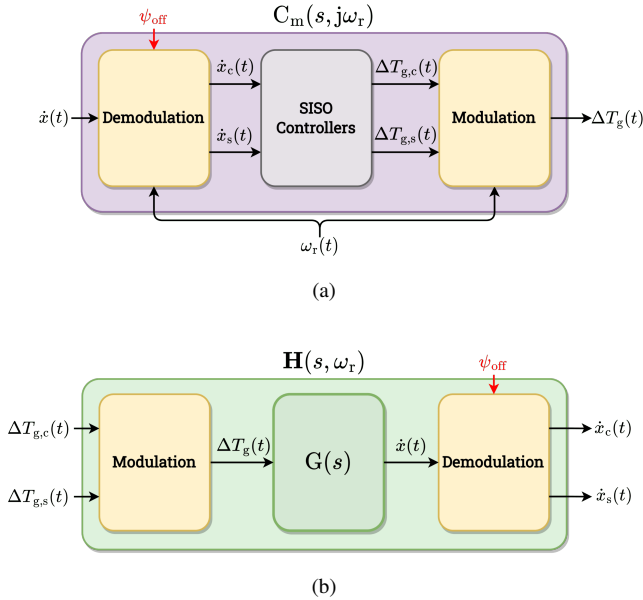 C_m(s, jω_r)
ψ_off
ẋ(t)
Demodulation
ẋ_c(t)
ẋ_s(t)
SISO
Controllers
ΔT_g,c(t)
ΔT_g,s(t)
Modulation
ΔT_g(t)
ω_r(t)
(a)
H(s, ω_r)
ψ_off
ΔT_g,c(t)
ΔT_g,s(t)
Modulation
ΔT_g(t)
G(s)
ẋ(t)
Demodulation
ẋ_c(t)
ẋ_s(t)
(b)